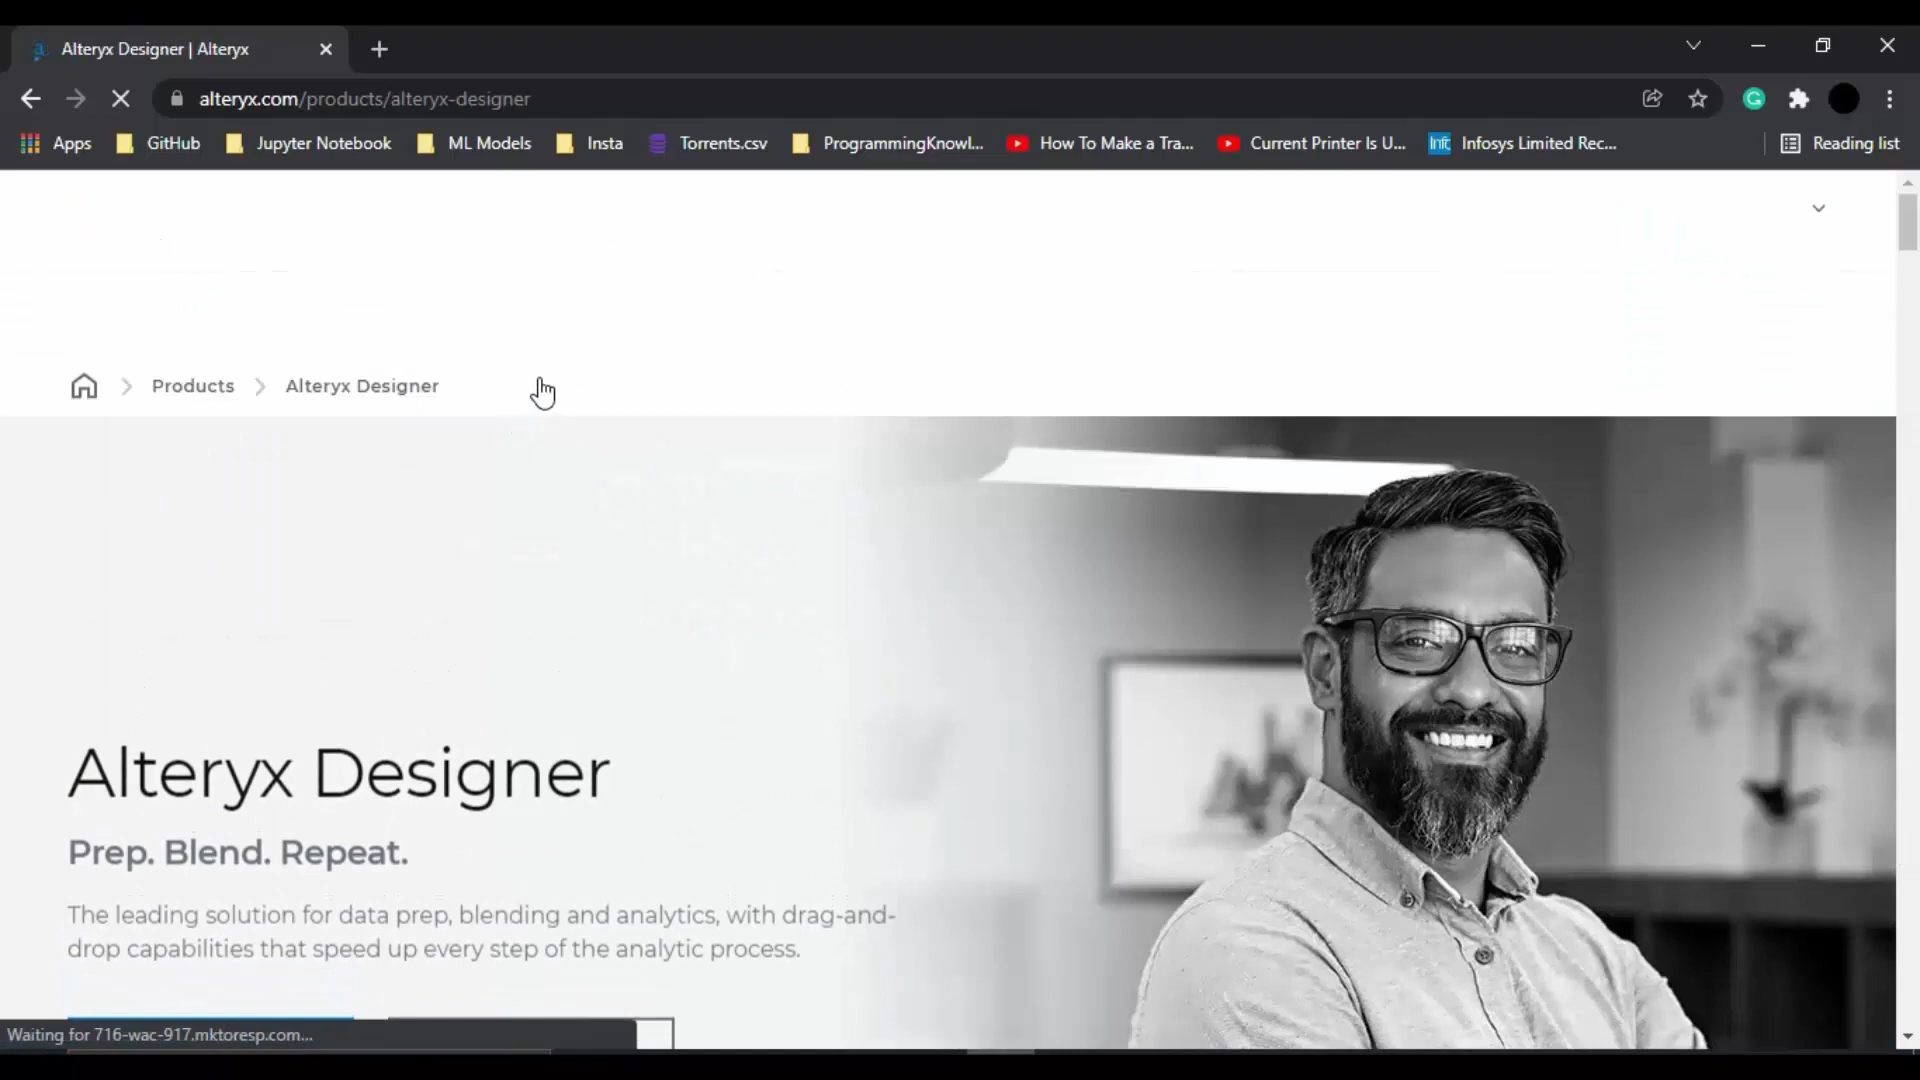 Alteryx Designer | Alteryx
alteryx.com/products/alteryx-designer
Apps GitHub Jupyter Notebook ML Models Insta Torrents.csv ProgrammingKnowl... How To Make a Tra... Current Printer Is U... Infosys Limited Rec... Reading list
Products Alteryx Designer
Alteryx Designer
Prep. Blend. Repeat.
The leading solution for data prep, blending and analytics, with drag-and-
drop capabilities that speed up every step of the analytic process.
Waiting for 716-wac-917.mktoresp.com...